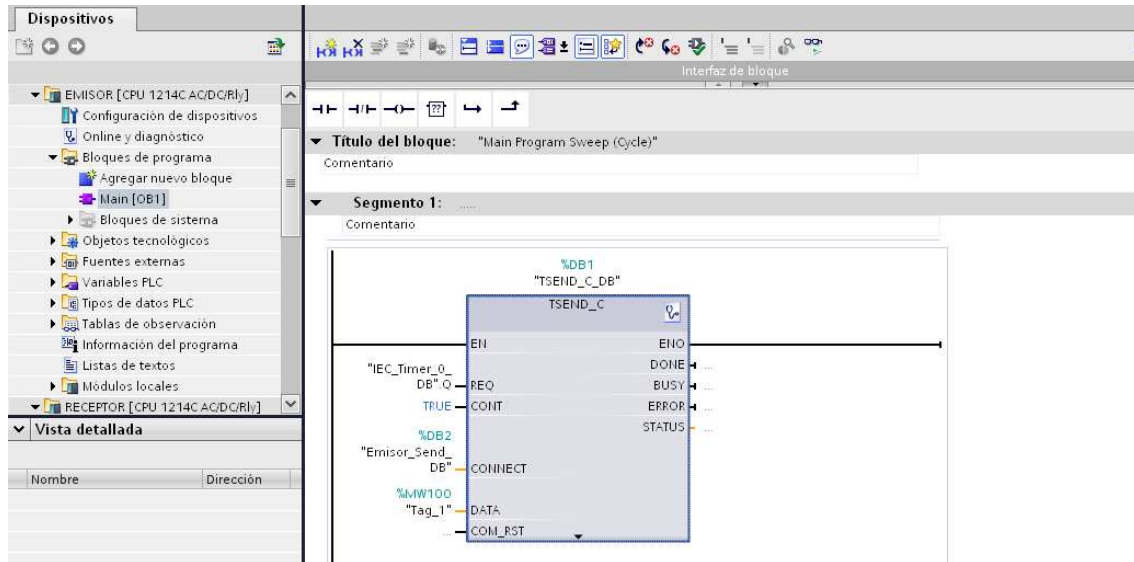 Dispositivos
Interfaz de bloque
EMISOR [CPU 1214C AC/DC/Rly]
Configuración de dispositivos
Online y diagnóstico
Bloques de programa
Agregar nuevo bloque
Main [OB1]
Bloques de sistema
Objetos tecnológicos
Fuentes externas
Variables PLC
Tipos de datos PLC
Tablas de observación
Información del programa
Listas de textos
Módulos locales
RECEPTOR [CPU 1214C AC/DC/Rly]
Vista detallada
Nombre Dirección
Título del bloque: "Main Program Sweep (Cycle)"
Comentario
Segmento 1: .....
Comentario
%DB1
"TSEND_C_DB"
TSEND_C
EN ENO
"IEC_Timer_0_
DB".Q REQ
DONE ...
BUSY ...
TRUE CONT
ERROR ...
STATUS ...
%DB2
"Emisor_Send_
DB" CONNECT
%MW100
"Tag_1" DATA
... COM_RST